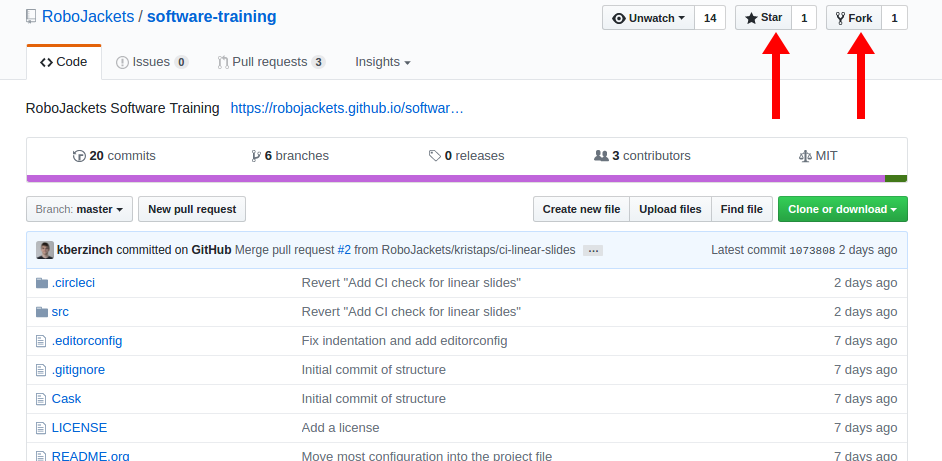 RoboJackets / software-training Unwatch 14 Star 1 Fork 1
Code Issues 0 Pull requests 3 Insights
RoboJackets Software Training https://robojackets.github.io/softwar…
20 commits 6 branches 0 releases 3 contributors MIT
Branch: master New pull request Create new file Upload files Find file Clone or download
kberzinch committed on GitHub Merge pull request #2 from RoboJackets/kristaps/ci-linear-slides ... Latest commit 1073808 2 days ago
.circleci Revert "Add CI check for linear slides" 2 days ago
src Revert "Add CI check for linear slides" 2 days ago
.editorconfig Fix indentation and add editorconfig 7 days ago
.gitignore Initial commit of structure 7 days ago
Cask Initial commit of structure 7 days ago
LICENSE Add a license 7 days ago
README.org Move most configuration into the project file 7 days ago